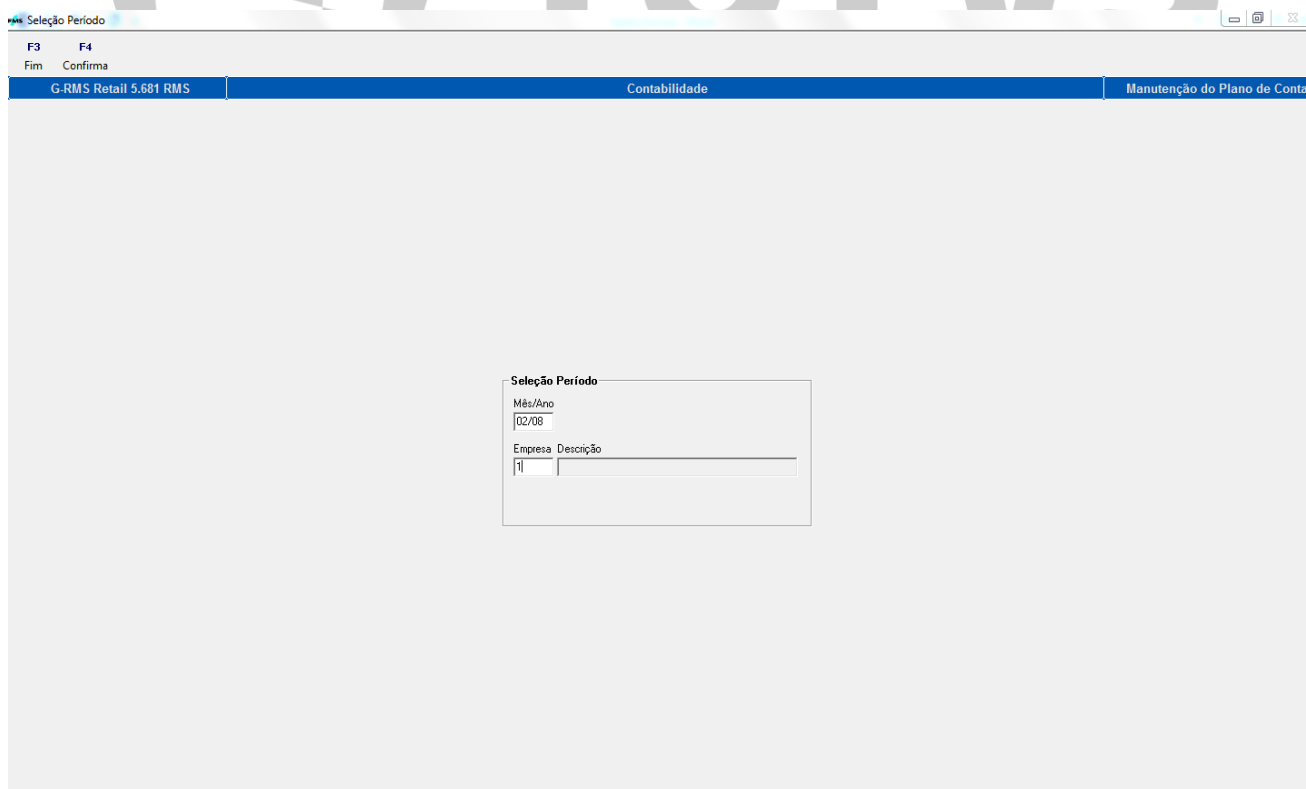 RMS Seleção Período
F3 F4
Fim Confirma
G-RMS Retail 5.681 RMS Contabilidade Manutenção do Plano de Conta
Seleção Período
Mês/Ano
02/08
Empresa Descrição
1